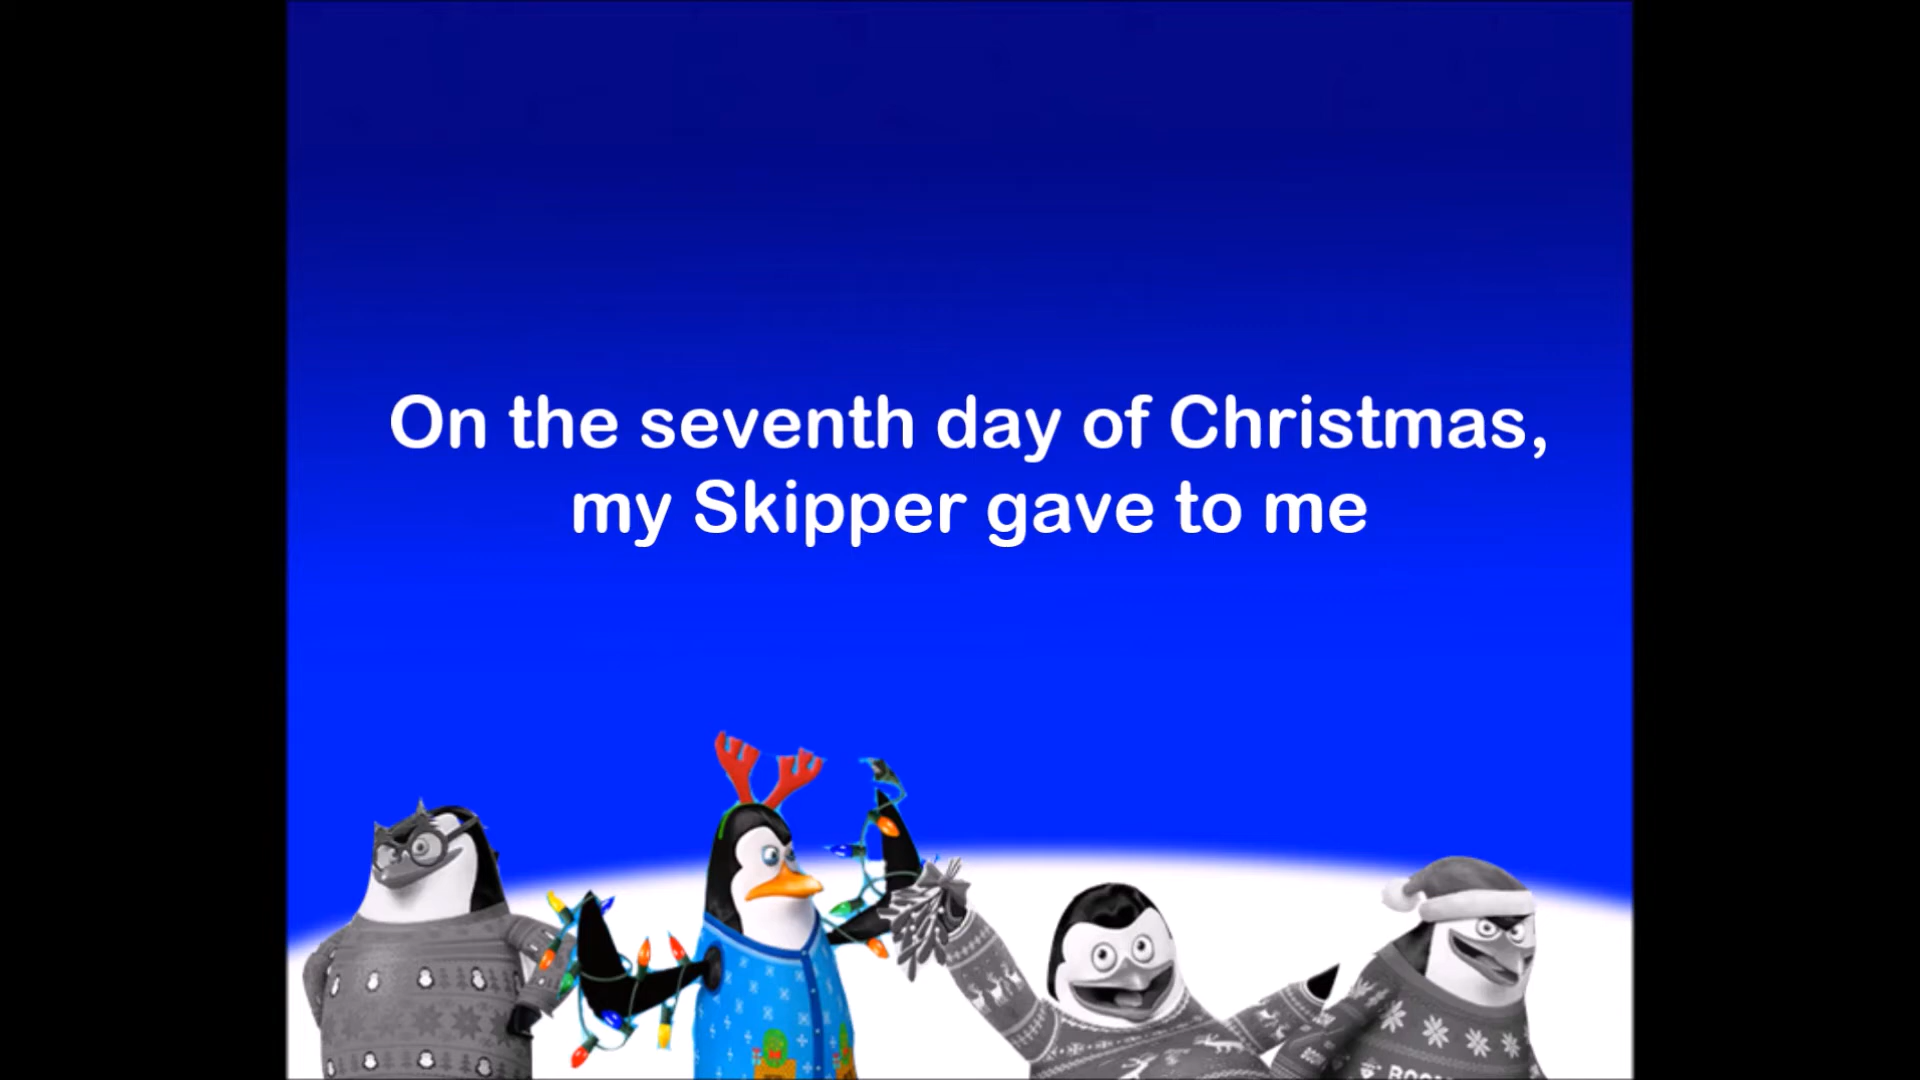 On the seventh day of Christmas,
my Skipper gave to me